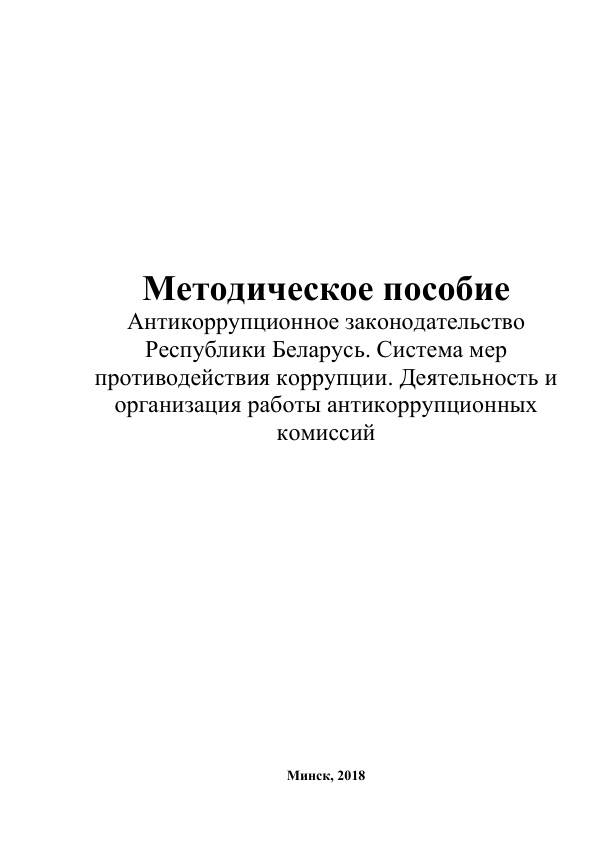 Методическое пособие
Антикоррупционное законодательство
Республики Беларусь. Система мер
противодействия коррупции. Деятельность и
организация работы антикоррупционных
комиссий
Минск, 2018